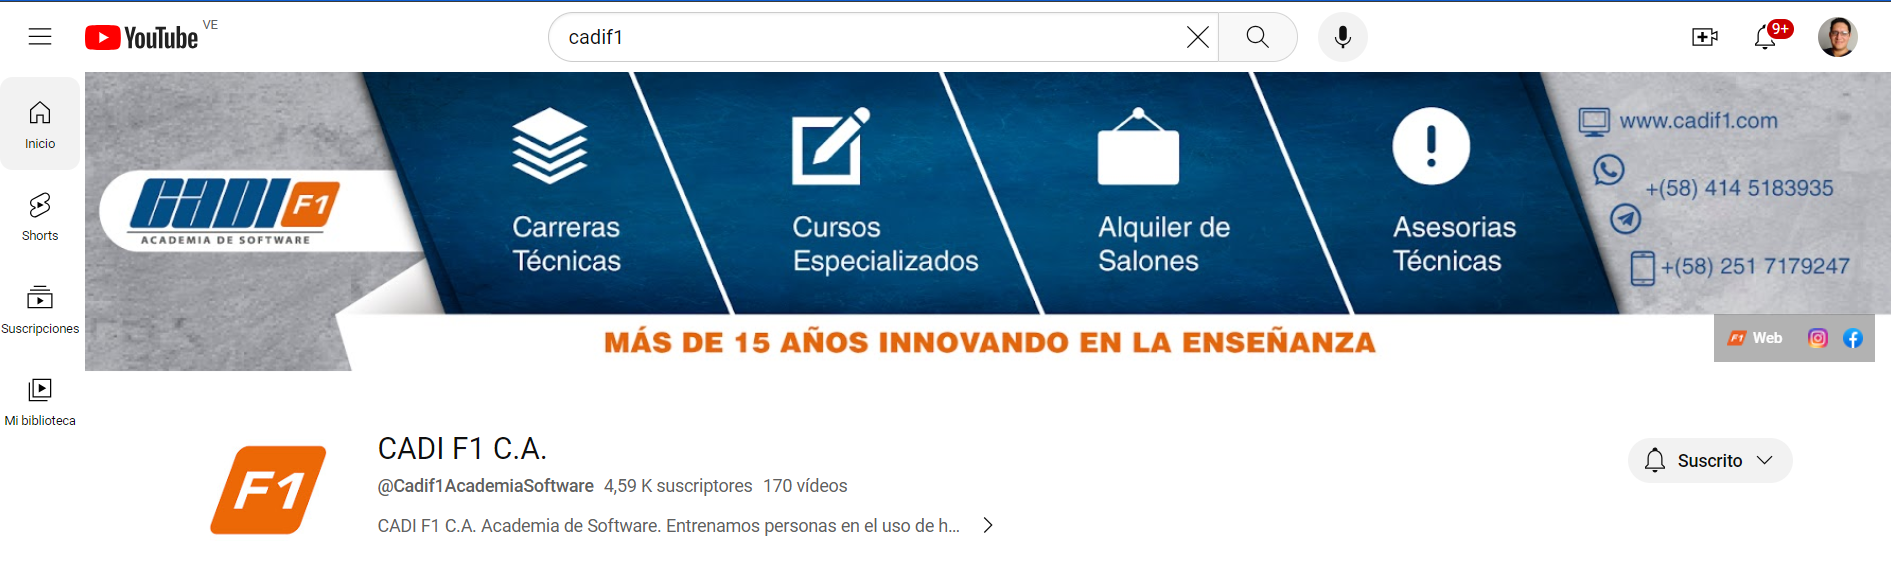 YouTube VE
cadif1
9+
Inicio
Shorts
Suscripciones
Mi biblioteca
CADI F1
ACADEMIA DE SOFTWARE
Carreras
Técnicas
Cursos
Especializados
Alquiler de
Salones
Asesorias
Técnicas
www.cadif1.com
+(58) 414 5183935
+(58) 251 7179247
MÁS DE 15 AÑOS INNOVANDO EN LA ENSEÑANZA
F1 Web
F1
CADI F1 C.A.
@Cadif1AcademiaSoftware 4,59 K suscriptores 170 vídeos
CADI F1 C.A. Academia de Software. Entrenamos personas en el uso de h...
Suscrito